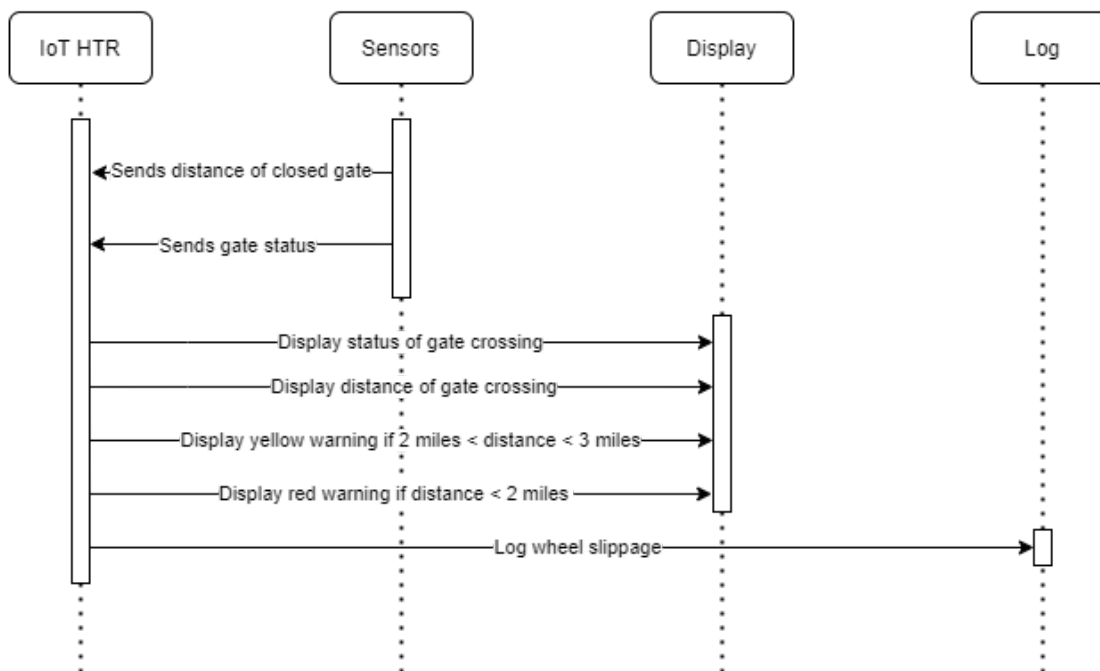 IoT HTR
Sensors
Display
Log
Sends distance of closed gate
Sends gate status
Display status of gate crossing
Display distance of gate crossing
Display yellow warning if 2 miles < distance < 3 miles
Display red warning if distance < 2 miles
Log wheel slippage